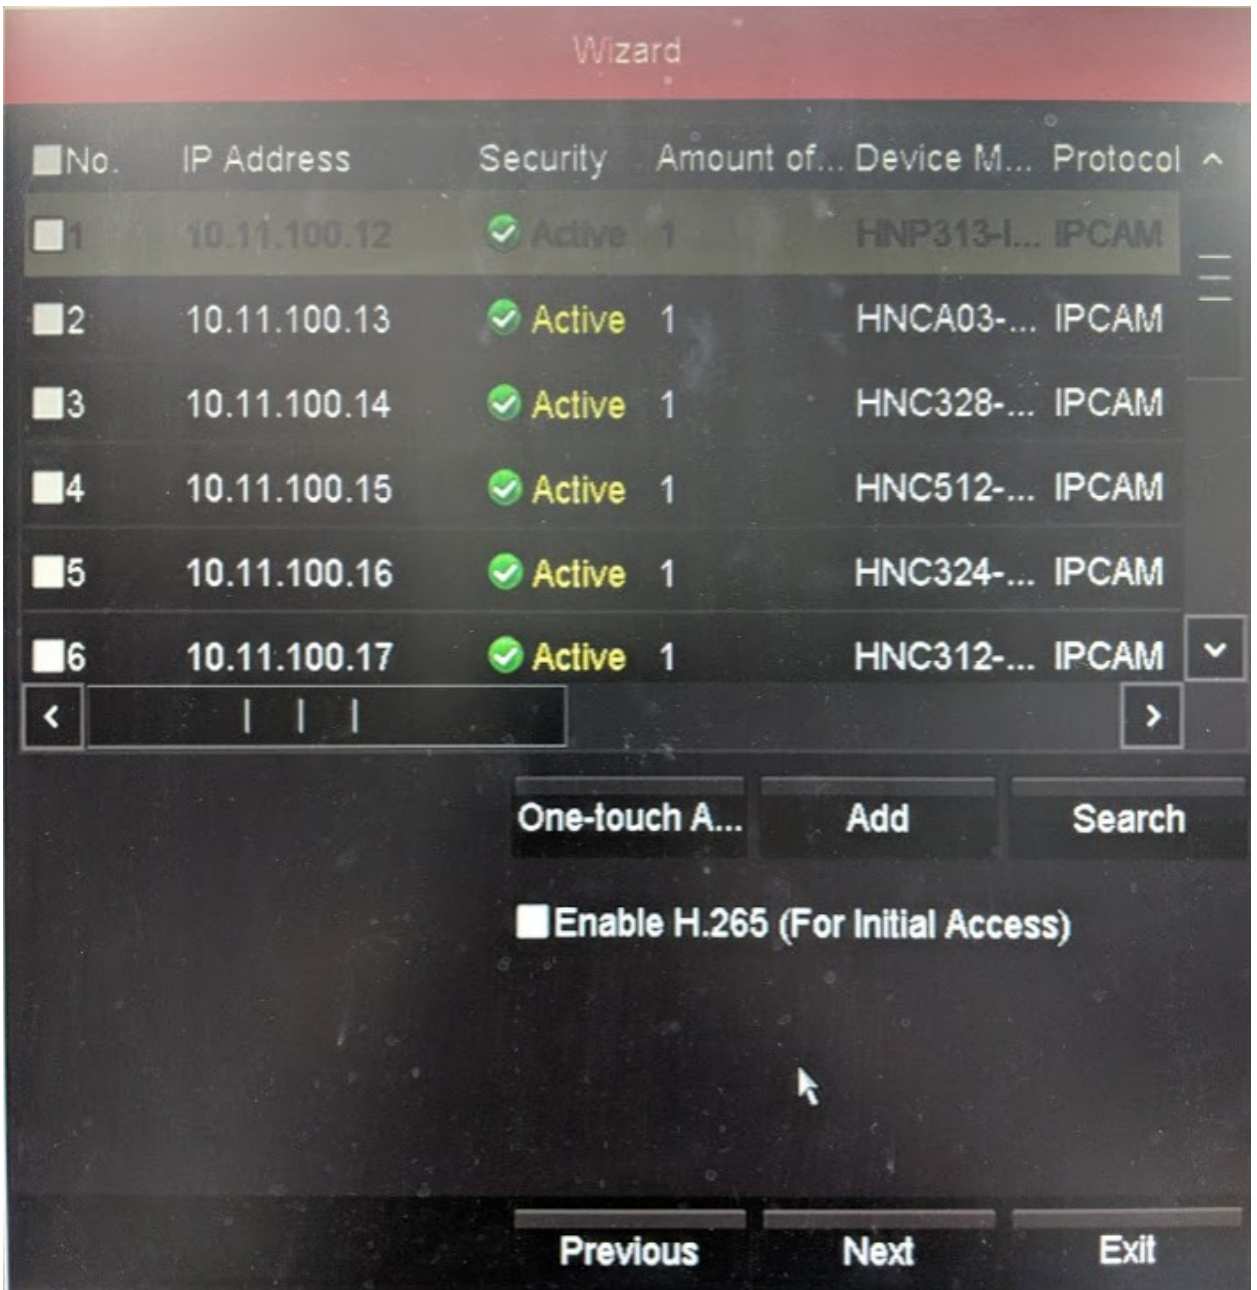 Wizard
No. IP Address Security Amount of... Device M... Protocol
1 10.11.100.12 Active 1 HNP313-I... IPCAM
2 10.11.100.13 Active 1 HNCA03-... IPCAM
3 10.11.100.14 Active 1 HNC328-... IPCAM
4 10.11.100.15 Active 1 HNC512-... IPCAM
5 10.11.100.16 Active 1 HNC324-... IPCAM
6 10.11.100.17 Active 1 HNC312-... IPCAM
One-touch A... Add Search
Enable H.265 (For Initial Access)
Previous Next Exit